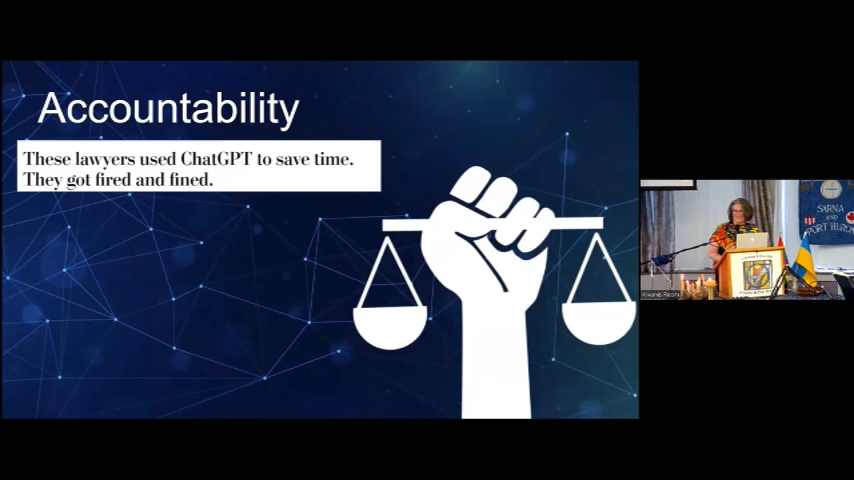 Accountability
These lawyers used ChatGPT to save time.
They got fired and fined.
SARNIA
AND
PORT HURON